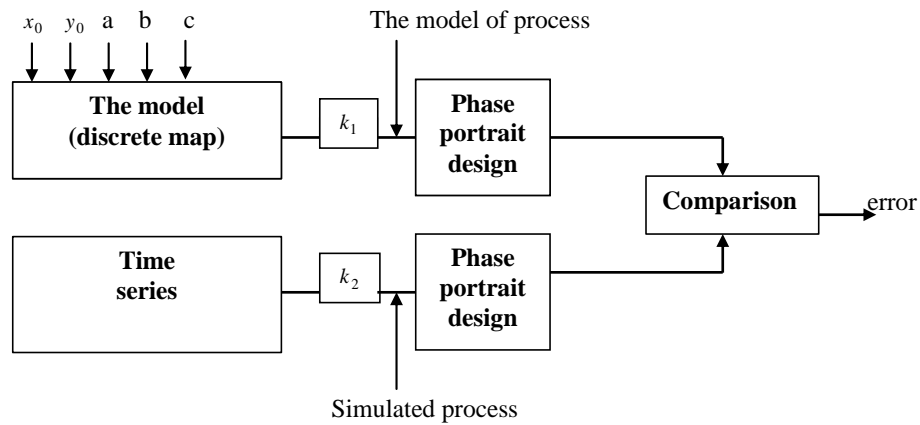 The model of process
x₀ y₀ a b c
The model
(discrete map)
k₁
Phase
portrait
design
Comparison
error
Time
series
k₂
Phase
portrait
design
Simulated process